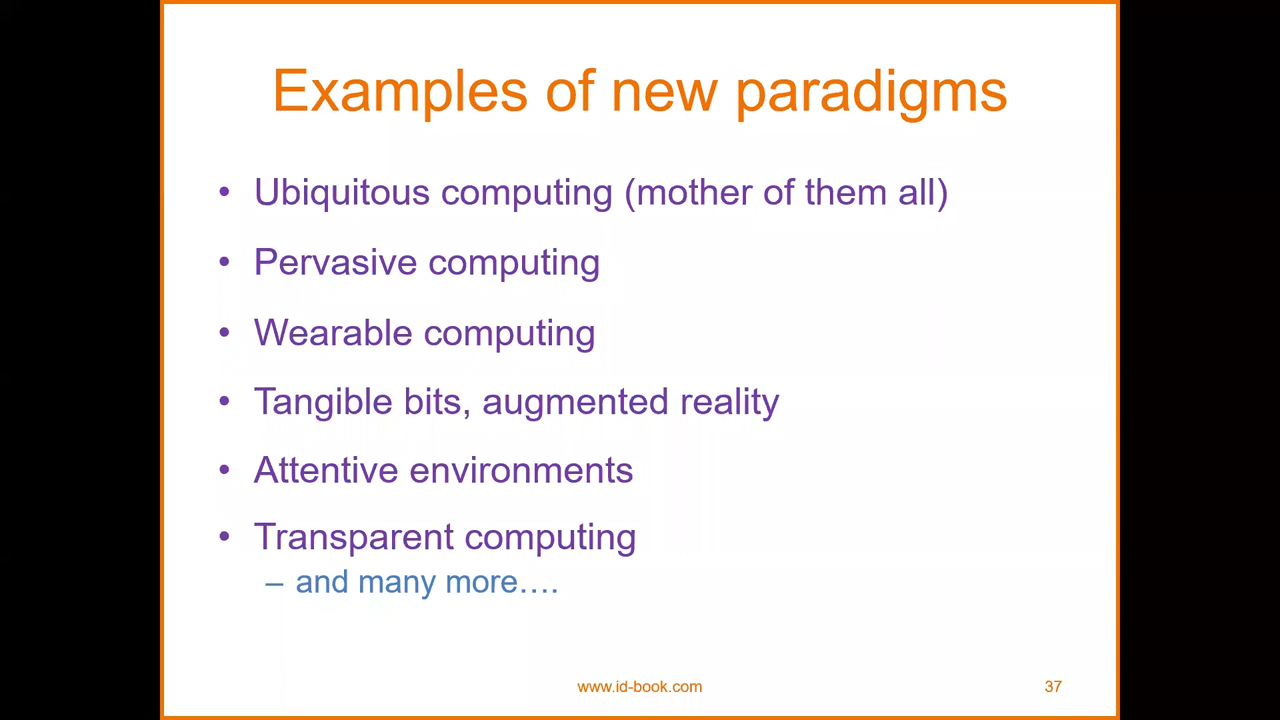 Examples of new paradigms
• Ubiquitous computing (mother of them all)
• Pervasive computing
• Wearable computing
• Tangible bits, augmented reality
• Attentive environments
• Transparent computing
– and many more….
www.id-book.com
37